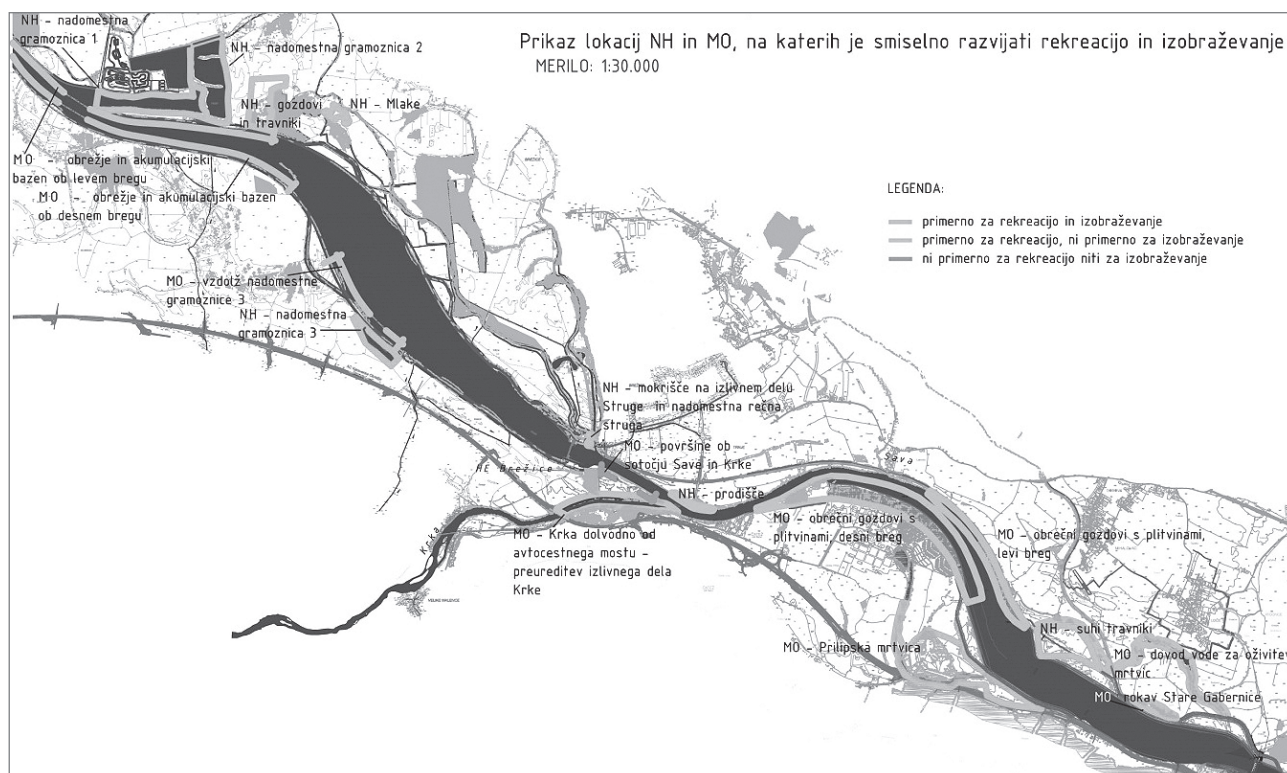 Prikaz lokacij NH in MO, na katerih je smiselno razvijati rekreacijo in izobraževanje
MERILO: 1:30.000
NH - nadomestna
gramoznica 1
NH - nadomestna gramoznica 2
NH - gozdovi
in travniki
NH - Mlake
MO - obrežje in akumulacijski
bazen ob levem bregu
MO - obrežje in akumulacijski bazen
ob desnem bregu
LEGENDA:
primerno za rekreacijo in izobraževanje
primerno za rekreacijo, ni primerno za izobraževanje
ni primerno za rekreacijo niti za izobraževanje
MO - vzdolž nadomestne
gramoznice 3
NH - nadomestna
gramoznica 3
NH - mokrišče na izlivnem delu
Struge in nadomestna rečna
struga
MO - površine ob
sotočju Save in Krke
HE Brežice
Sava
NH - prodišče
Krka
MO - Krka dolvodno od
avtocestnega mostu -
preureditev izlivnega dela
Krke
MO - obrečni gozdovi s
plitvinami, desni breg
MO - obrečni gozdovi s plitvinami,
levi breg
NH - suhi travniki
MO - Prilipska mrtvica
MO - dovod vode za oživitev
mrtvic
MO rokav Stare Gabernice